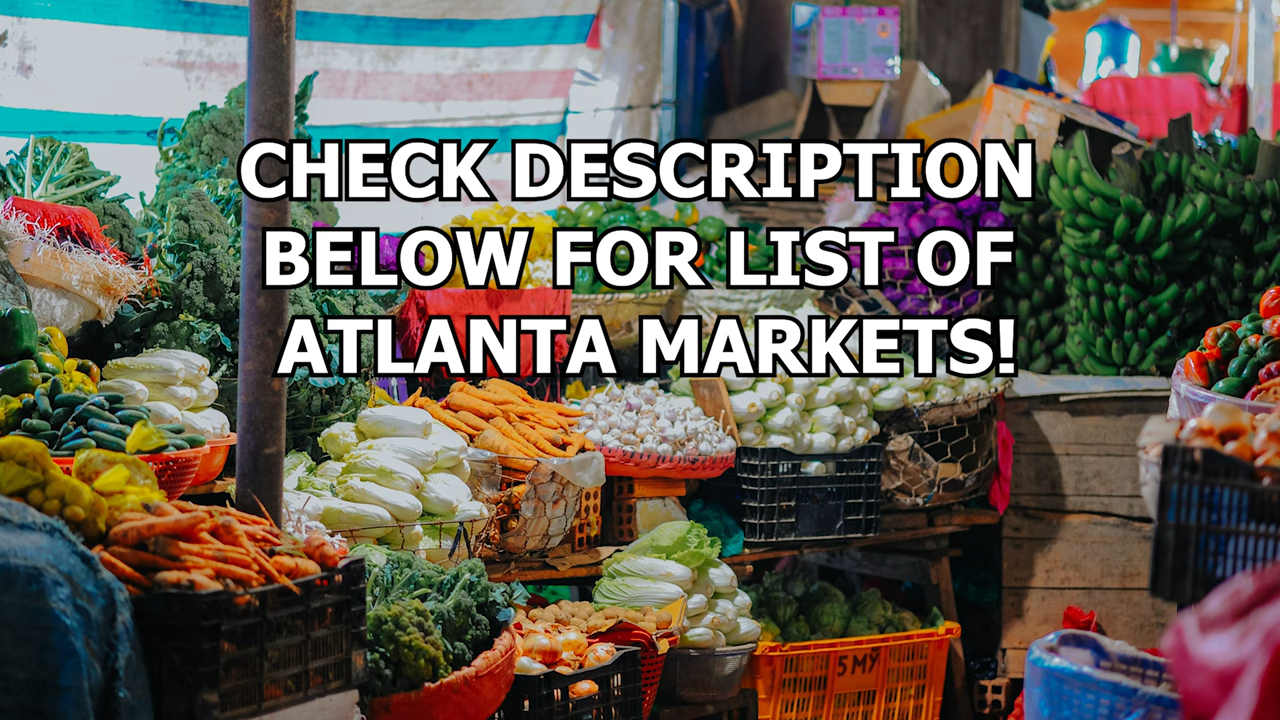 CHECK DESCRIPTION
BELOW FOR LIST OF
ATLANTA MARKETS!
5 MY